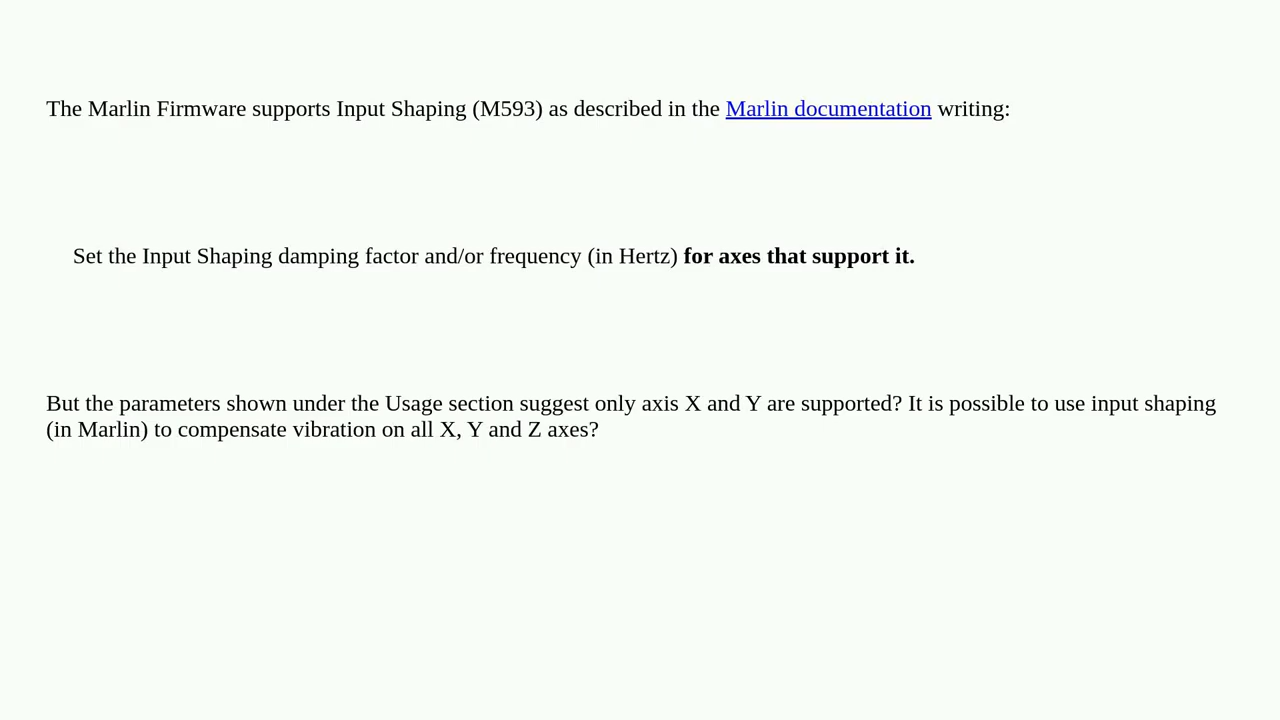 The Marlin Firmware supports Input Shaping (M593) as described in the Marlin documentation writing:
Set the Input Shaping damping factor and/or frequency (in Hertz) for axes that support it.
But the parameters shown under the Usage section suggest only axis X and Y are supported? It is possible to use input shaping
(in Marlin) to compensate vibration on all X, Y and Z axes?